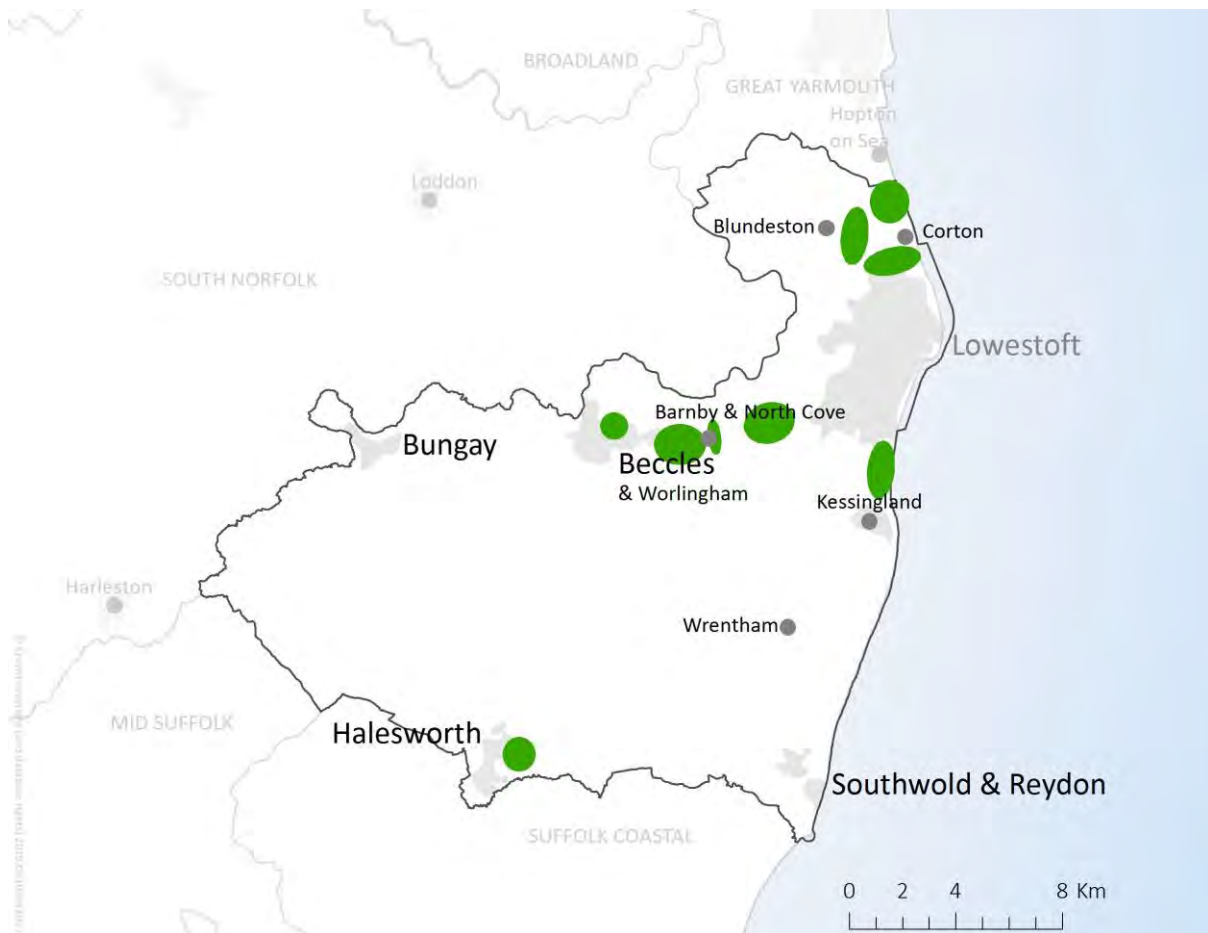 BROADLAND
GREAT YARMOUTH
Hopton
on Sea
Loddon
Blundeston
Corton
SOUTH NORFOLK
Lowestoft
Barnby & North Cove
Bungay
Beccles
& Worlingham
Kessingland
Harleston
Wrentham
MID SUFFOLK
Halesworth
Southwold & Reydon
SUFFOLK COASTAL
0 2 4 8 Km